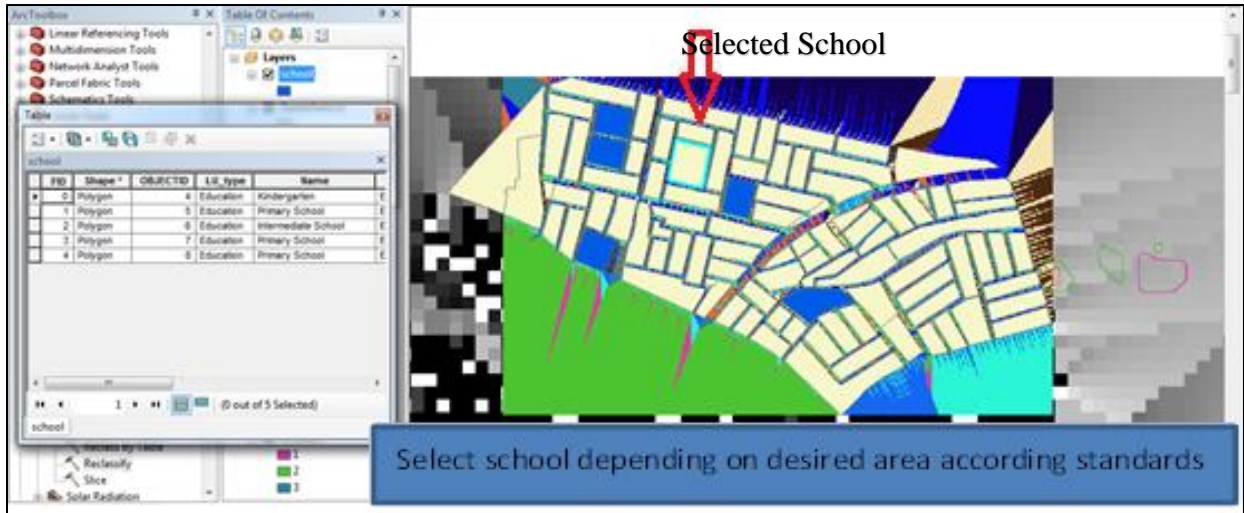 ArcToolbox
Linear Referencing Tools
Multidimension Tools
Network Analyst Tools
Parcel Fabric Tools
Schematics Tools
Table Of Contents
Layers
school
Table
school
FID Shape * OBJECTID LU_type Name
0 Polygon 4 Education Kindergarten E
1 Polygon 5 Education Primary School E
2 Polygon 6 Education Intermediate School E
3 Polygon 7 Education Primary School E
4 Polygon 8 Education Primary School E
1
(0 out of 5 Selected)
school
Reclass by Table
Reclassify
Slice
Solar Radiation
1
2
3
Selected School
Select school depending on desired area according standards